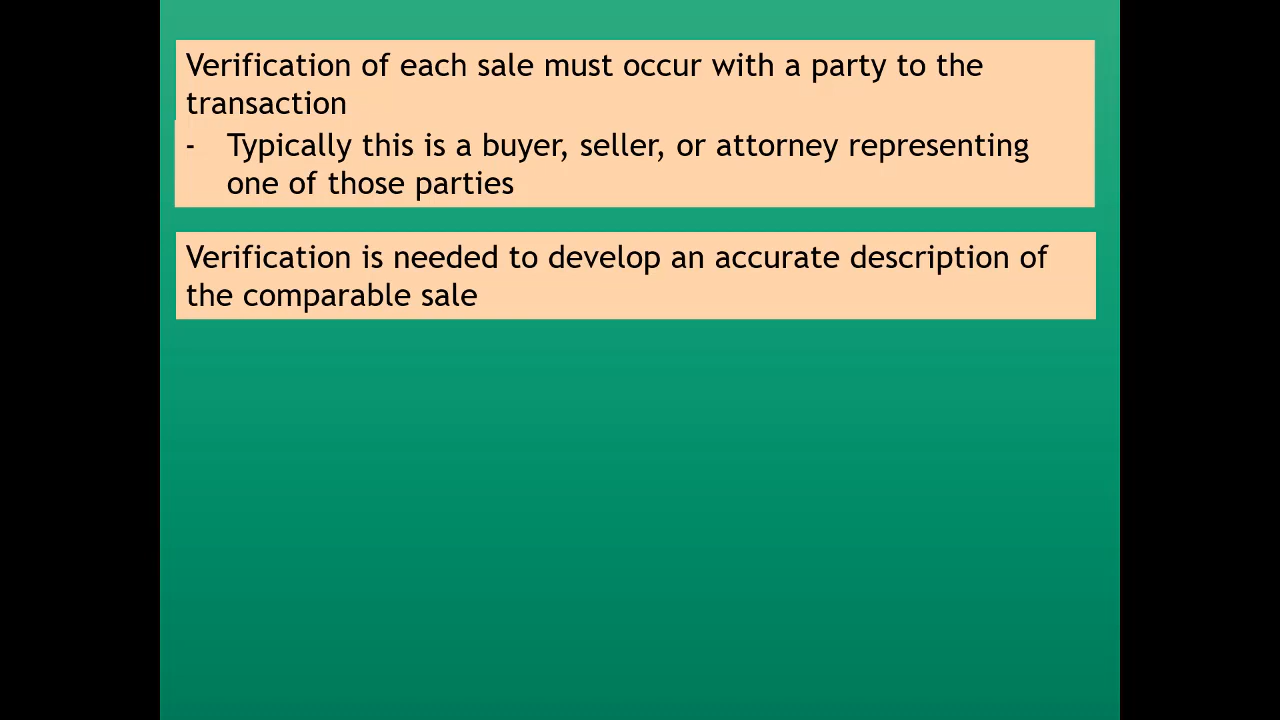 Verification of each sale must occur with a party to the
transaction
- Typically this is a buyer, seller, or attorney representing
one of those parties
Verification is needed to develop an accurate description of
the comparable sale